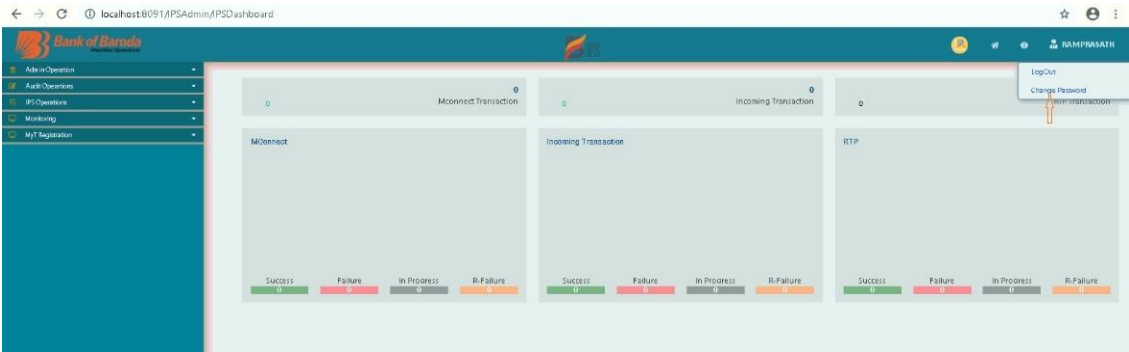 localhost:8091/IPSAdmin/IPSDashboard
Bank of Baroda
IPS
RAMPRASATH
LogOut
Change Password
Admin Operation
Audit Operations
IPS Operations
Monitoring
MyT Registration
0
0 Mconnect Transaction
0
0 Incoming Transaction
0 RTP Transaction
MConnect
Incoming Transaction
RTP
Success Failure In Progress R-Failure
0 0 0 0
Success Failure In Progress R-Failure
0 0 0 0
Success Failure In Progress R-Failure
0 0 0 0